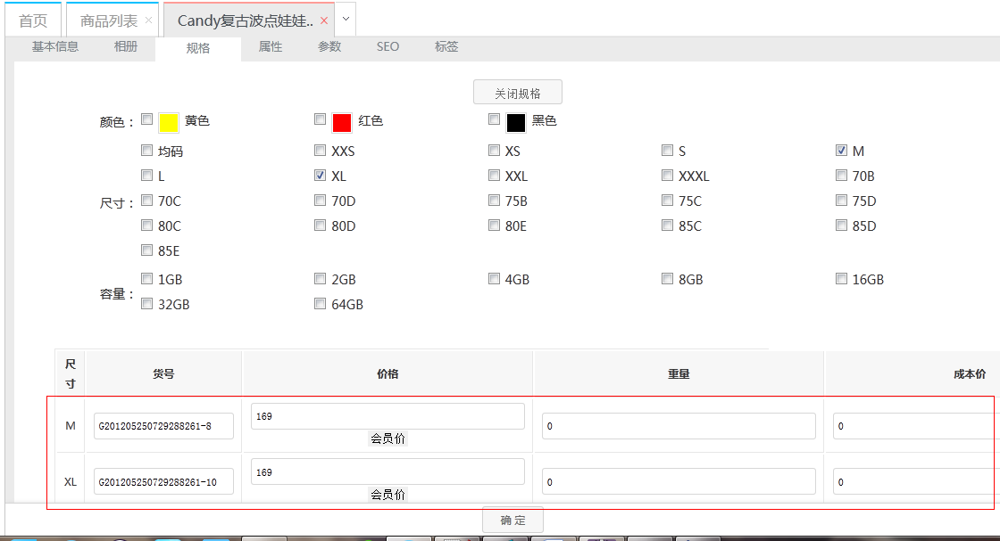 首页 商品列表 × Candy复古波点娃娃.. ×
基本信息 相册 规格 属性 参数 SEO 标签
关闭规格
颜色： 黄色 红色 黑色
均码 XXS XS S M
L XL XXL XXXL 70B
尺寸： 70C 70D 75B 75C 75D
80C 80D 80E 85C 85D
85E
1GB 2GB 4GB 8GB 16GB
容量：
32GB 64GB
尺寸 货号 价格 重量 成本价
M G201205250729288261-8 169 0 0
会员价
XL G201205250729288261-10 169 0 0
会员价
确定